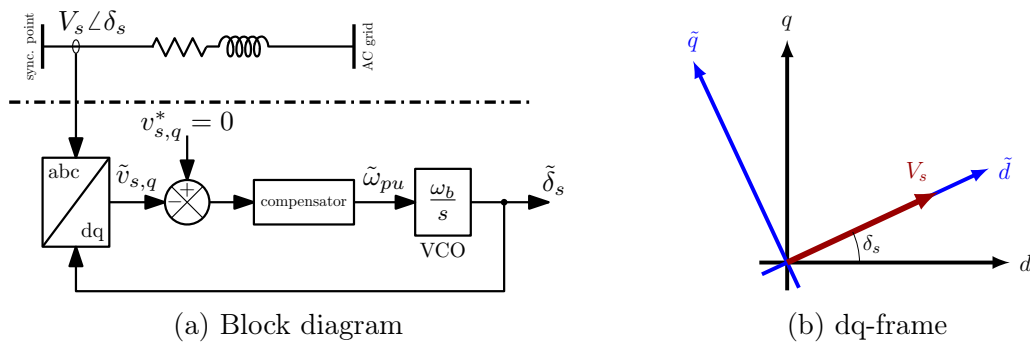 V_s∠δ_s
sync. point
AC grid
v*_{s,q} = 0
abc
dq
ṽ_{s,q}
+
−
compensator
ω̃_{pu}
ω_b
s
VCO
δ̃_s
(a) Block diagram
q
q̃
V_s
d̃
δ_s
d
(b) dq-frame